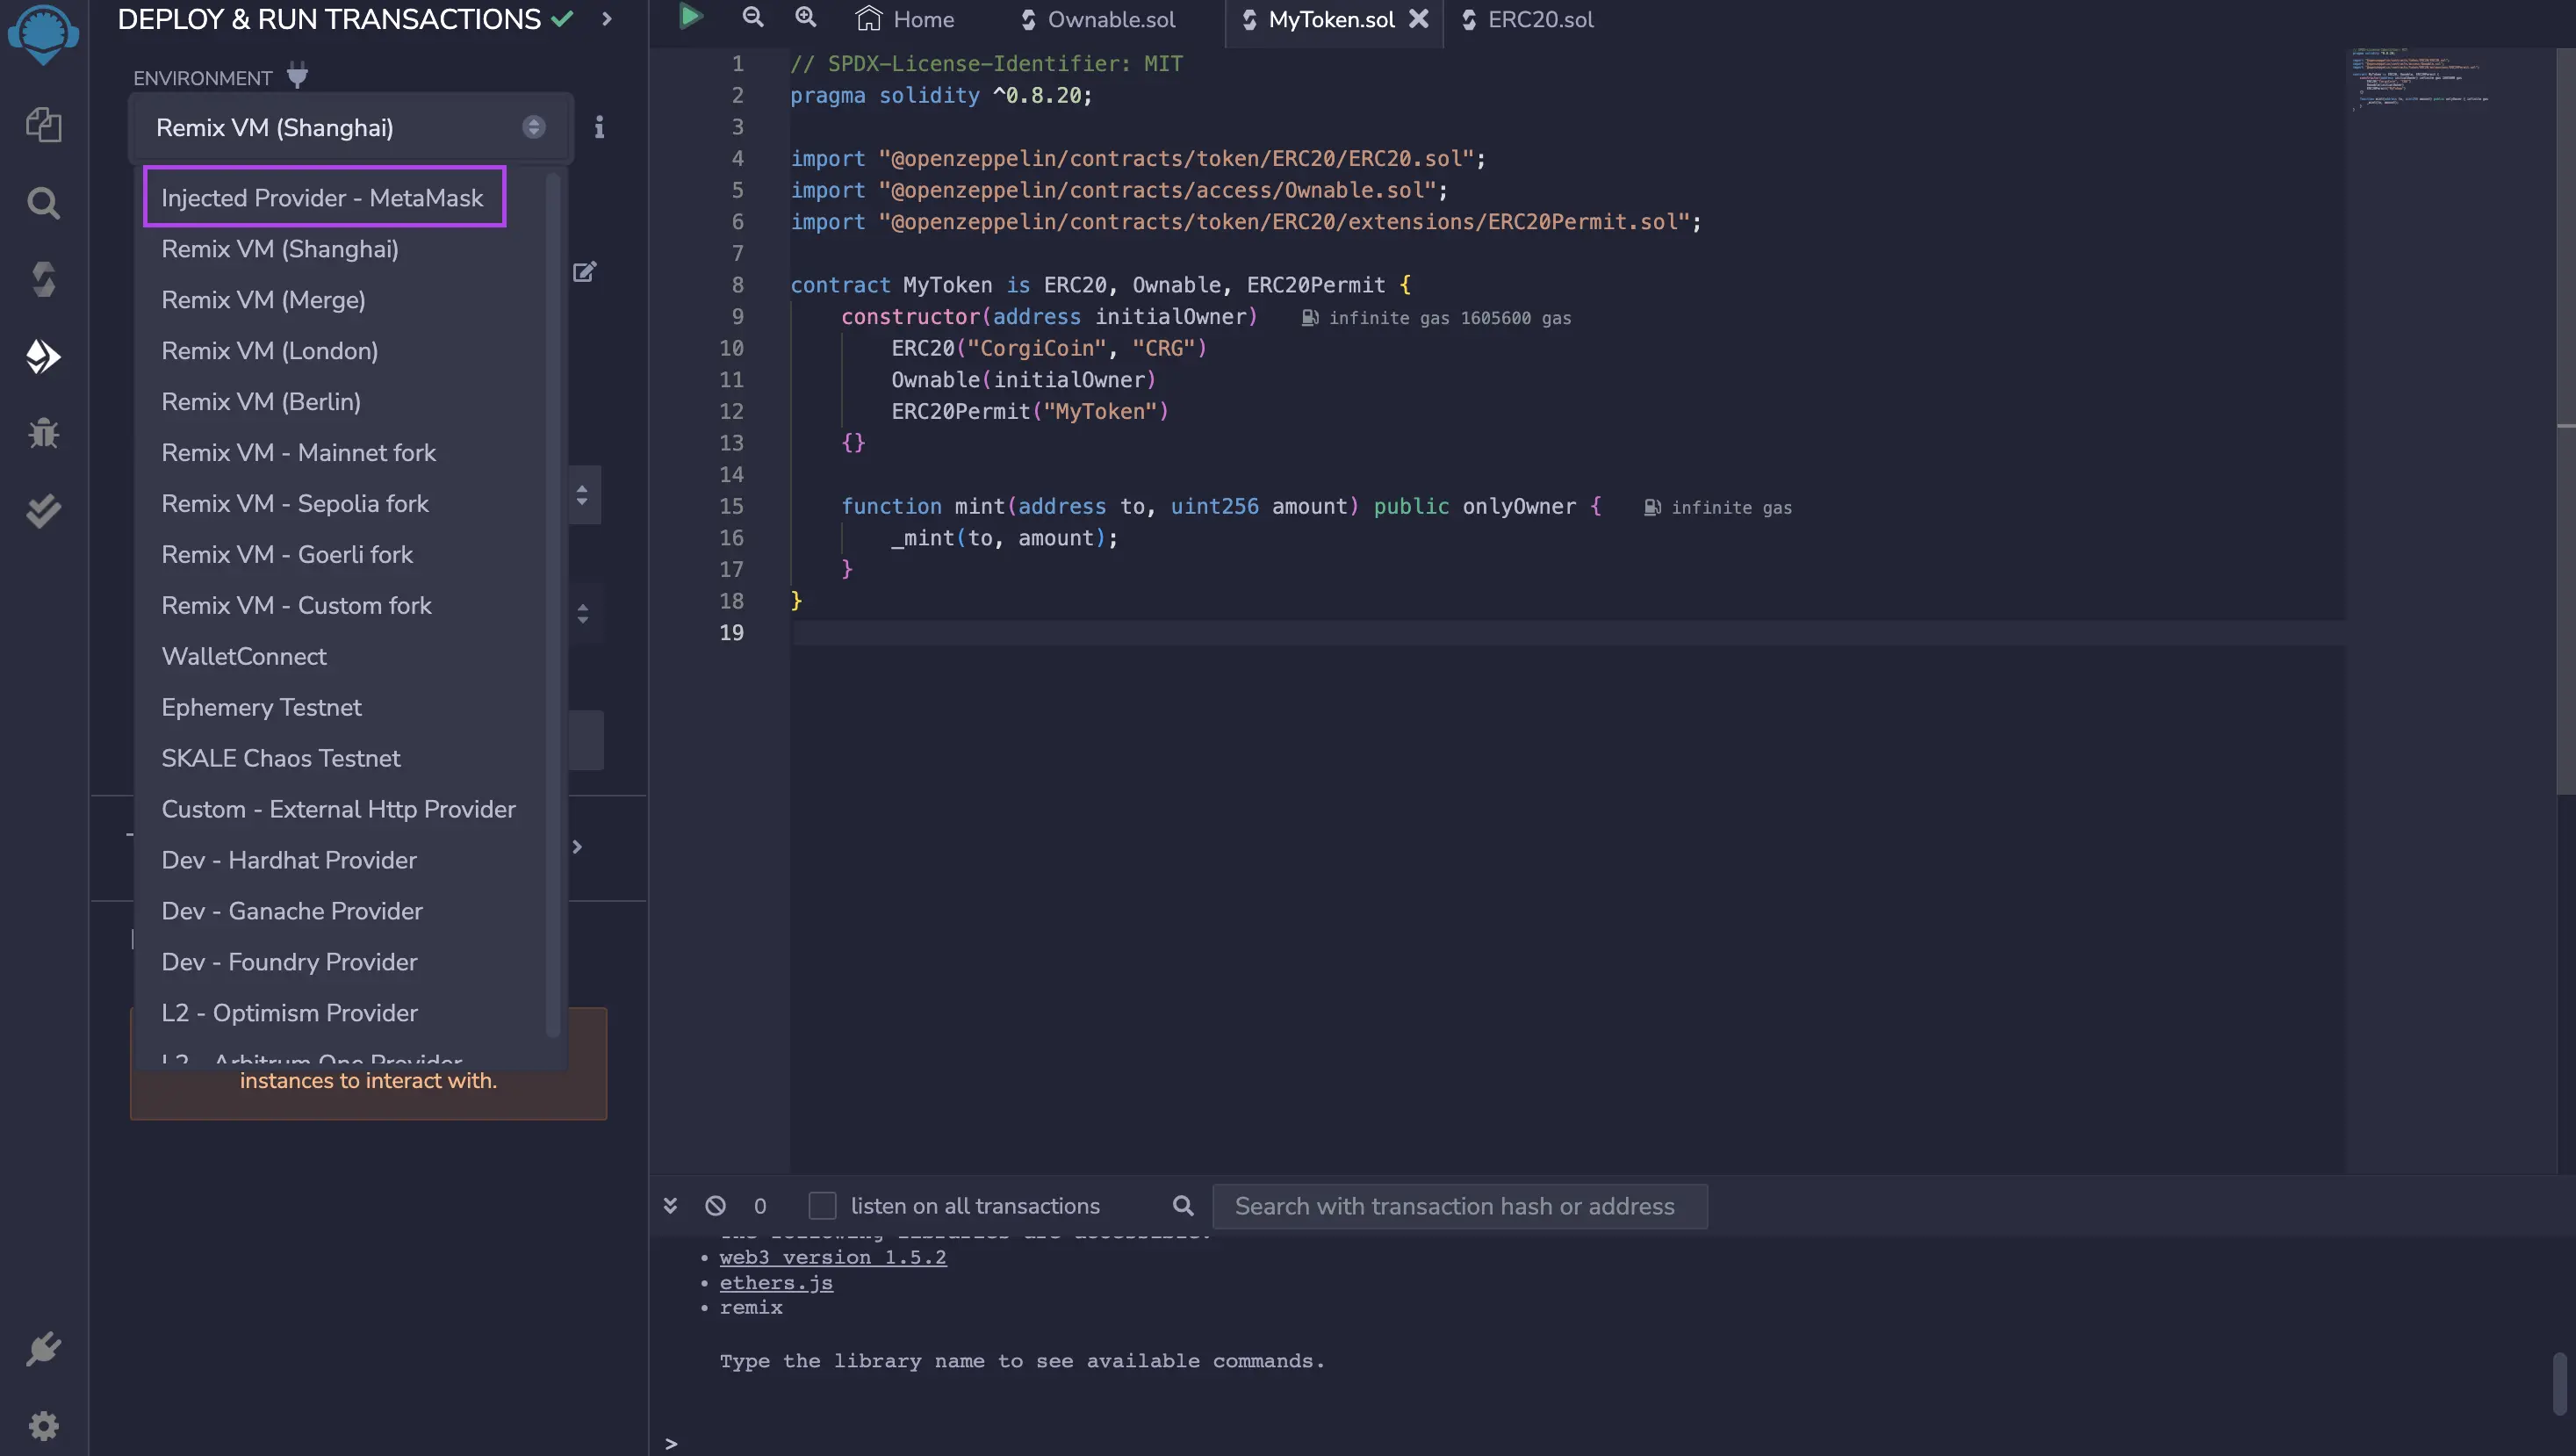 DEPLOY & RUN TRANSACTIONS
ENVIRONMENT
Remix VM (Shanghai)
Injected Provider - MetaMask
Remix VM (Shanghai)
Remix VM (Merge)
Remix VM (London)
Remix VM (Berlin)
Remix VM - Mainnet fork
Remix VM - Sepolia fork
Remix VM - Goerli fork
Remix VM - Custom fork
WalletConnect
Ephemery Testnet
SKALE Chaos Testnet
Custom - External Http Provider
Dev - Hardhat Provider
Dev - Ganache Provider
Dev - Foundry Provider
L2 - Optimism Provider
L2 - Arbitrum One Provider
instances to interact with.
Home
Ownable.sol
MyToken.sol
ERC20.sol
1 // SPDX-License-Identifier: MIT
2 pragma solidity ^0.8.20;
3
4 import "@openzeppelin/contracts/token/ERC20/ERC20.sol";
5 import "@openzeppelin/contracts/access/Ownable.sol";
6 import "@openzeppelin/contracts/token/ERC20/extensions/ERC20Permit.sol";
7
8 contract MyToken is ERC20, Ownable, ERC20Permit {
9 constructor(address initialOwner) infinite gas 1605600 gas
10 ERC20("CorgiCoin", "CRG")
11 Ownable(initialOwner)
12 ERC20Permit("MyToken")
13 {}
14
15 function mint(address to, uint256 amount) public onlyOwner { infinite gas
16 _mint(to, amount);
17 }
18 }
19
0 listen on all transactions Search with transaction hash or address
The following libraries are accessible:
• web3 version 1.5.2
• ethers.js
• remix
Type the library name to see available commands.
>